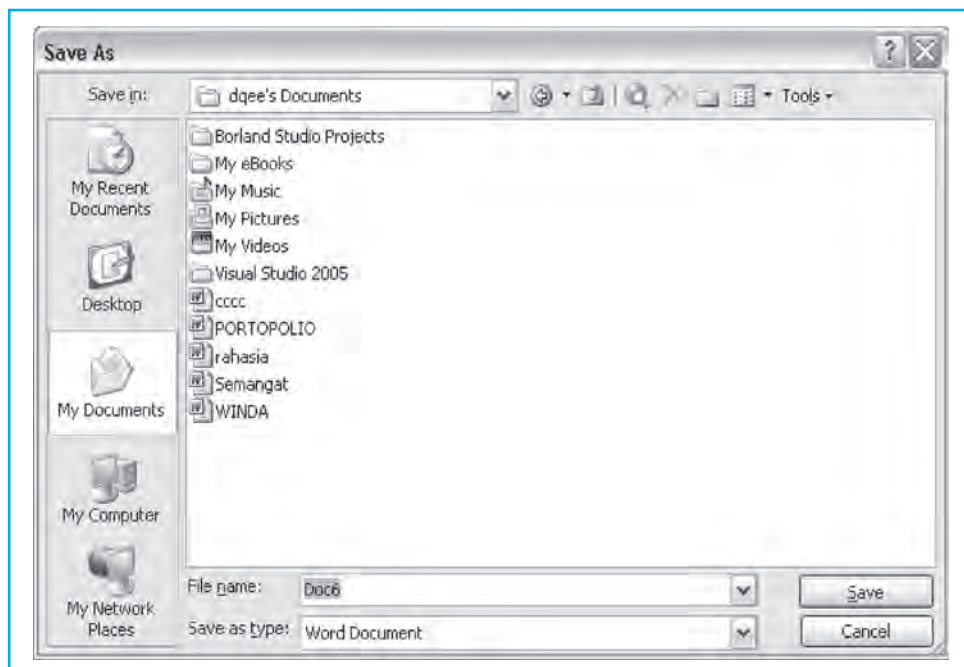 Save As
Save in:
dqee's Documents
Tools
My Recent
Documents
Desktop
My Documents
My Computer
My Network
Places
Borland Studio Projects
My eBooks
My Music
My Pictures
My Videos
Visual Studio 2005
cccc
PORTOPOLIO
rahasia
Semangat
WINDA
File name:
Doc6
Save
Save as type:
Word Document
Cancel